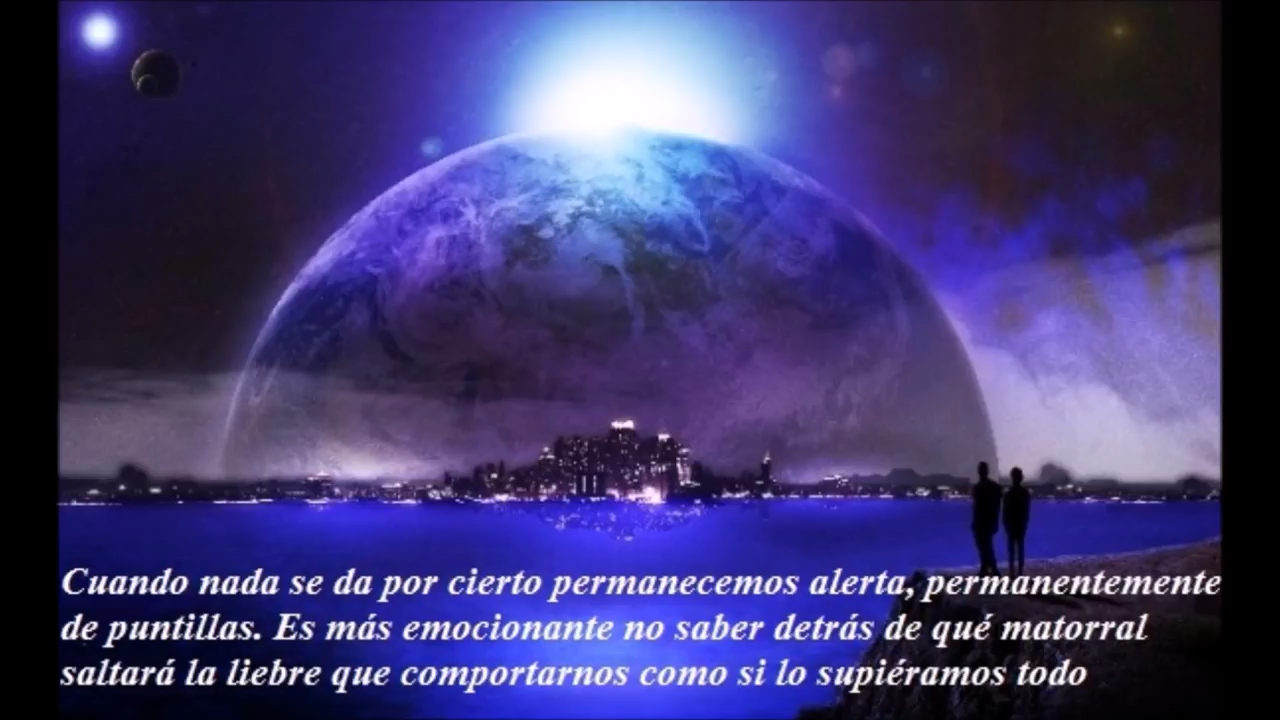 Cuando nada se da por cierto permanecemos alerta, permanentemente
de puntillas. Es más emocionante no saber detrás de qué matorral
saltará la liebre que comportarnos como si lo supiéramos todo